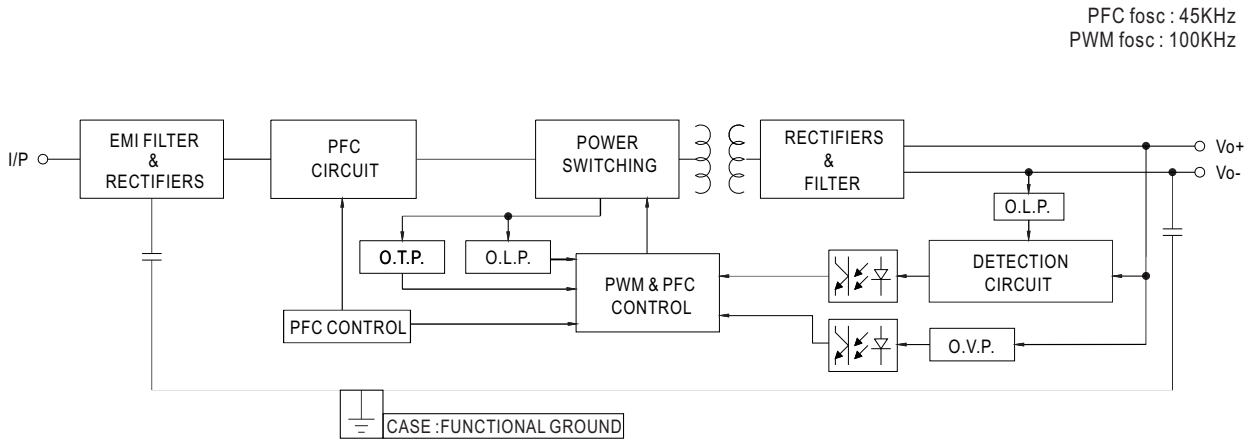 PFC fosc : 45KHz
PWM fosc : 100KHz
I/P
EMI FILTER
&
RECTIFIERS
PFC
CIRCUIT
POWER
SWITCHING
RECTIFIERS
&
FILTER
Vo+
Vo-
O.L.P.
O.T.P.
O.L.P.
PWM & PFC
CONTROL
DETECTION
CIRCUIT
PFC CONTROL
O.V.P.
CASE :FUNCTIONAL GROUND